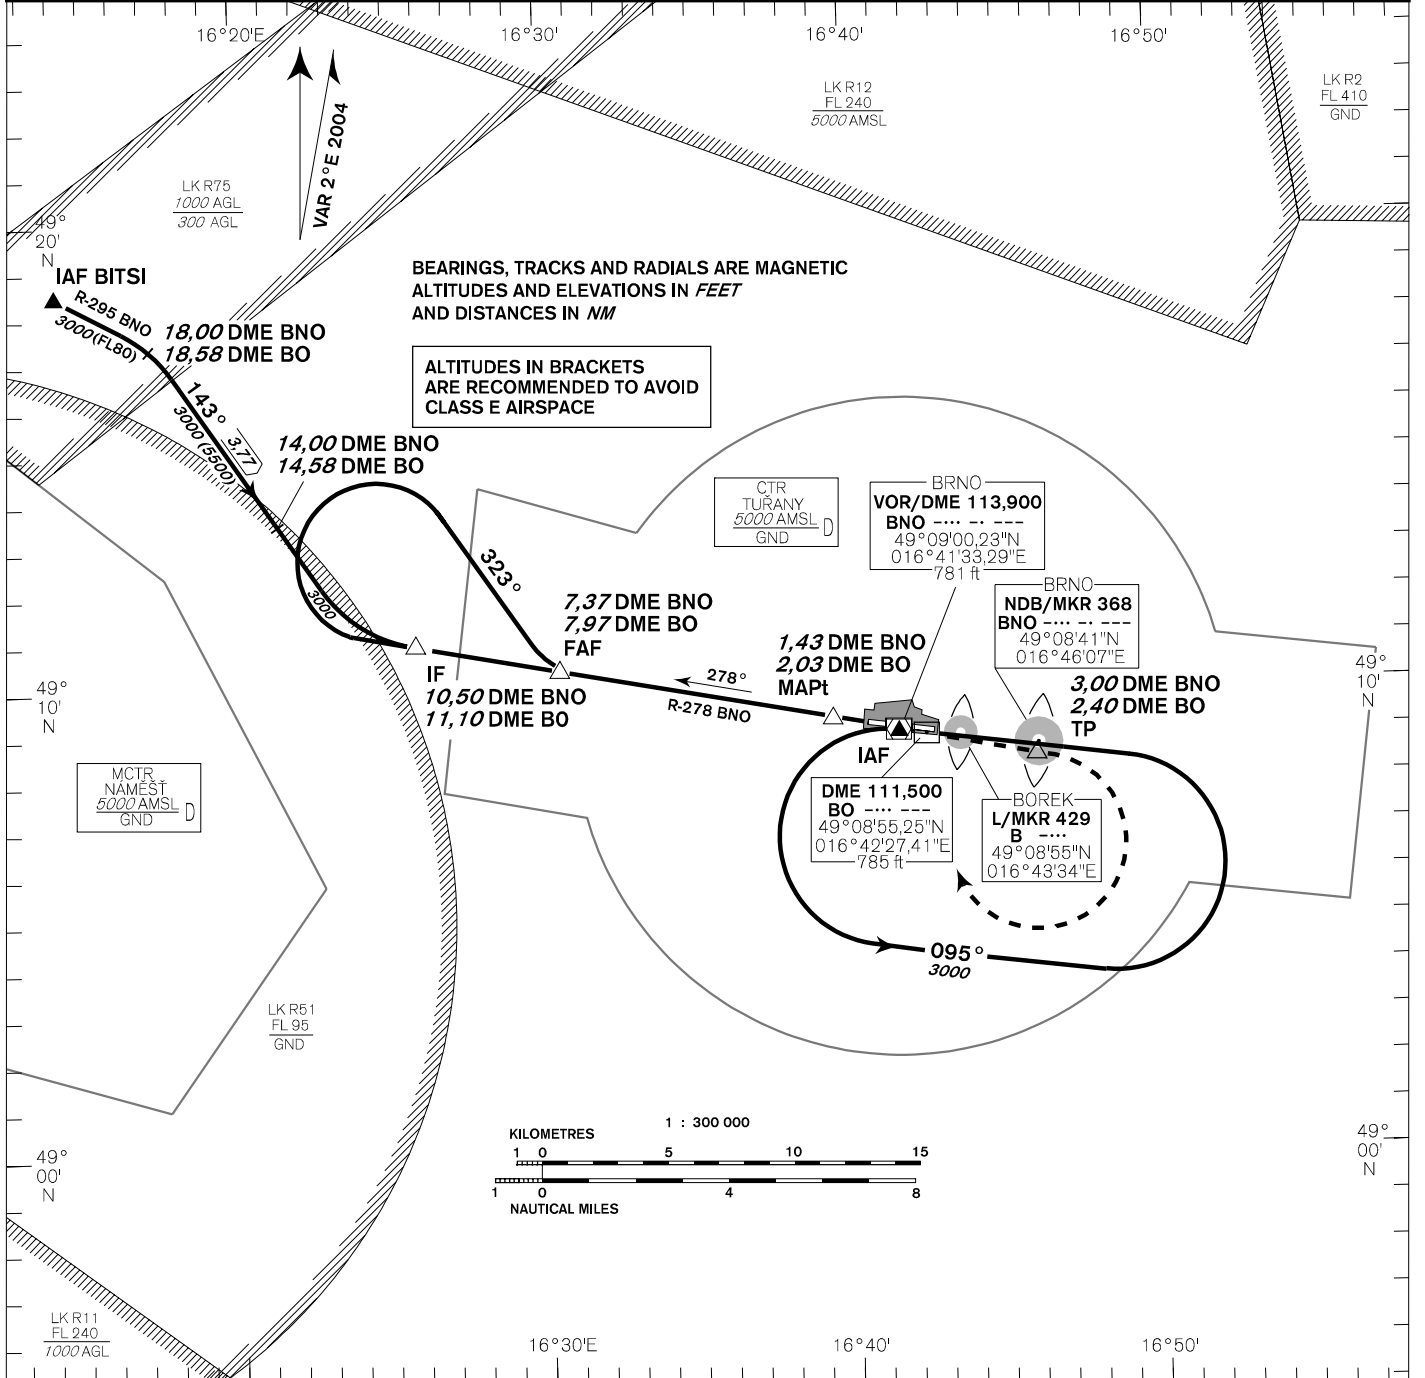 16°20'E
16°30'
16°40'
16°50'
LK R12
FL 240
5000 AMSL
LK R2
FL 410
GND
VAR 2°E 2004
LK R75
1000 AGL
300 AGL
49°
20'
N
IAF BITSI
R-295 BNO
3000 (FL80)
18,00 DME BNO
18,58 DME BO
BEARINGS, TRACKS AND RADIALS ARE MAGNETIC
ALTITUDES AND ELEVATIONS IN FEET
AND DISTANCES IN NM
ALTITUDES IN BRACKETS
ARE RECOMMENDED TO AVOID
CLASS E AIRSPACE
143°
3,77
3000 (5500)
14,00 DME BNO
14,58 DME BO
CTR
TUŘANY
5000 AMSL
GND
D
BRNO
VOR/DME 113,900
BNO -··· -· ---
49°09'00,23"N
016°41'33,29"E
781 ft
323°
3000
BRNO
NDB/MKR 368
BNO -··· -· ---
49°08'41"N
016°46'07"E
7,37 DME BNO
7,97 DME BO
FAF
1,43 DME BNO
2,03 DME BO
MAPt
278°
R-278 BNO
IF
10,50 DME BNO
11,10 DME BO
3,00 DME BNO
2,40 DME BO
TP
49°
10'
N
49°
10'
N
IAF
MCTR
NÁMĚŠŤ
5000 AMSL
GND
D
DME 111,500
BO -··· ---
49°08'55,25"N
016°42'27,41"E
785 ft
BOREK
L/MKR 429
B -···
49°08'55"N
016°43'34"E
095°
3000
LK R51
FL 95
GND
1 : 300 000
KILOMETRES
1 0 5 10 15
1 0 4 8
NAUTICAL MILES
49°
00'
N
49°
00'
N
LK R11
FL 240
1000 AGL
16°30'E
16°40'
16°50'